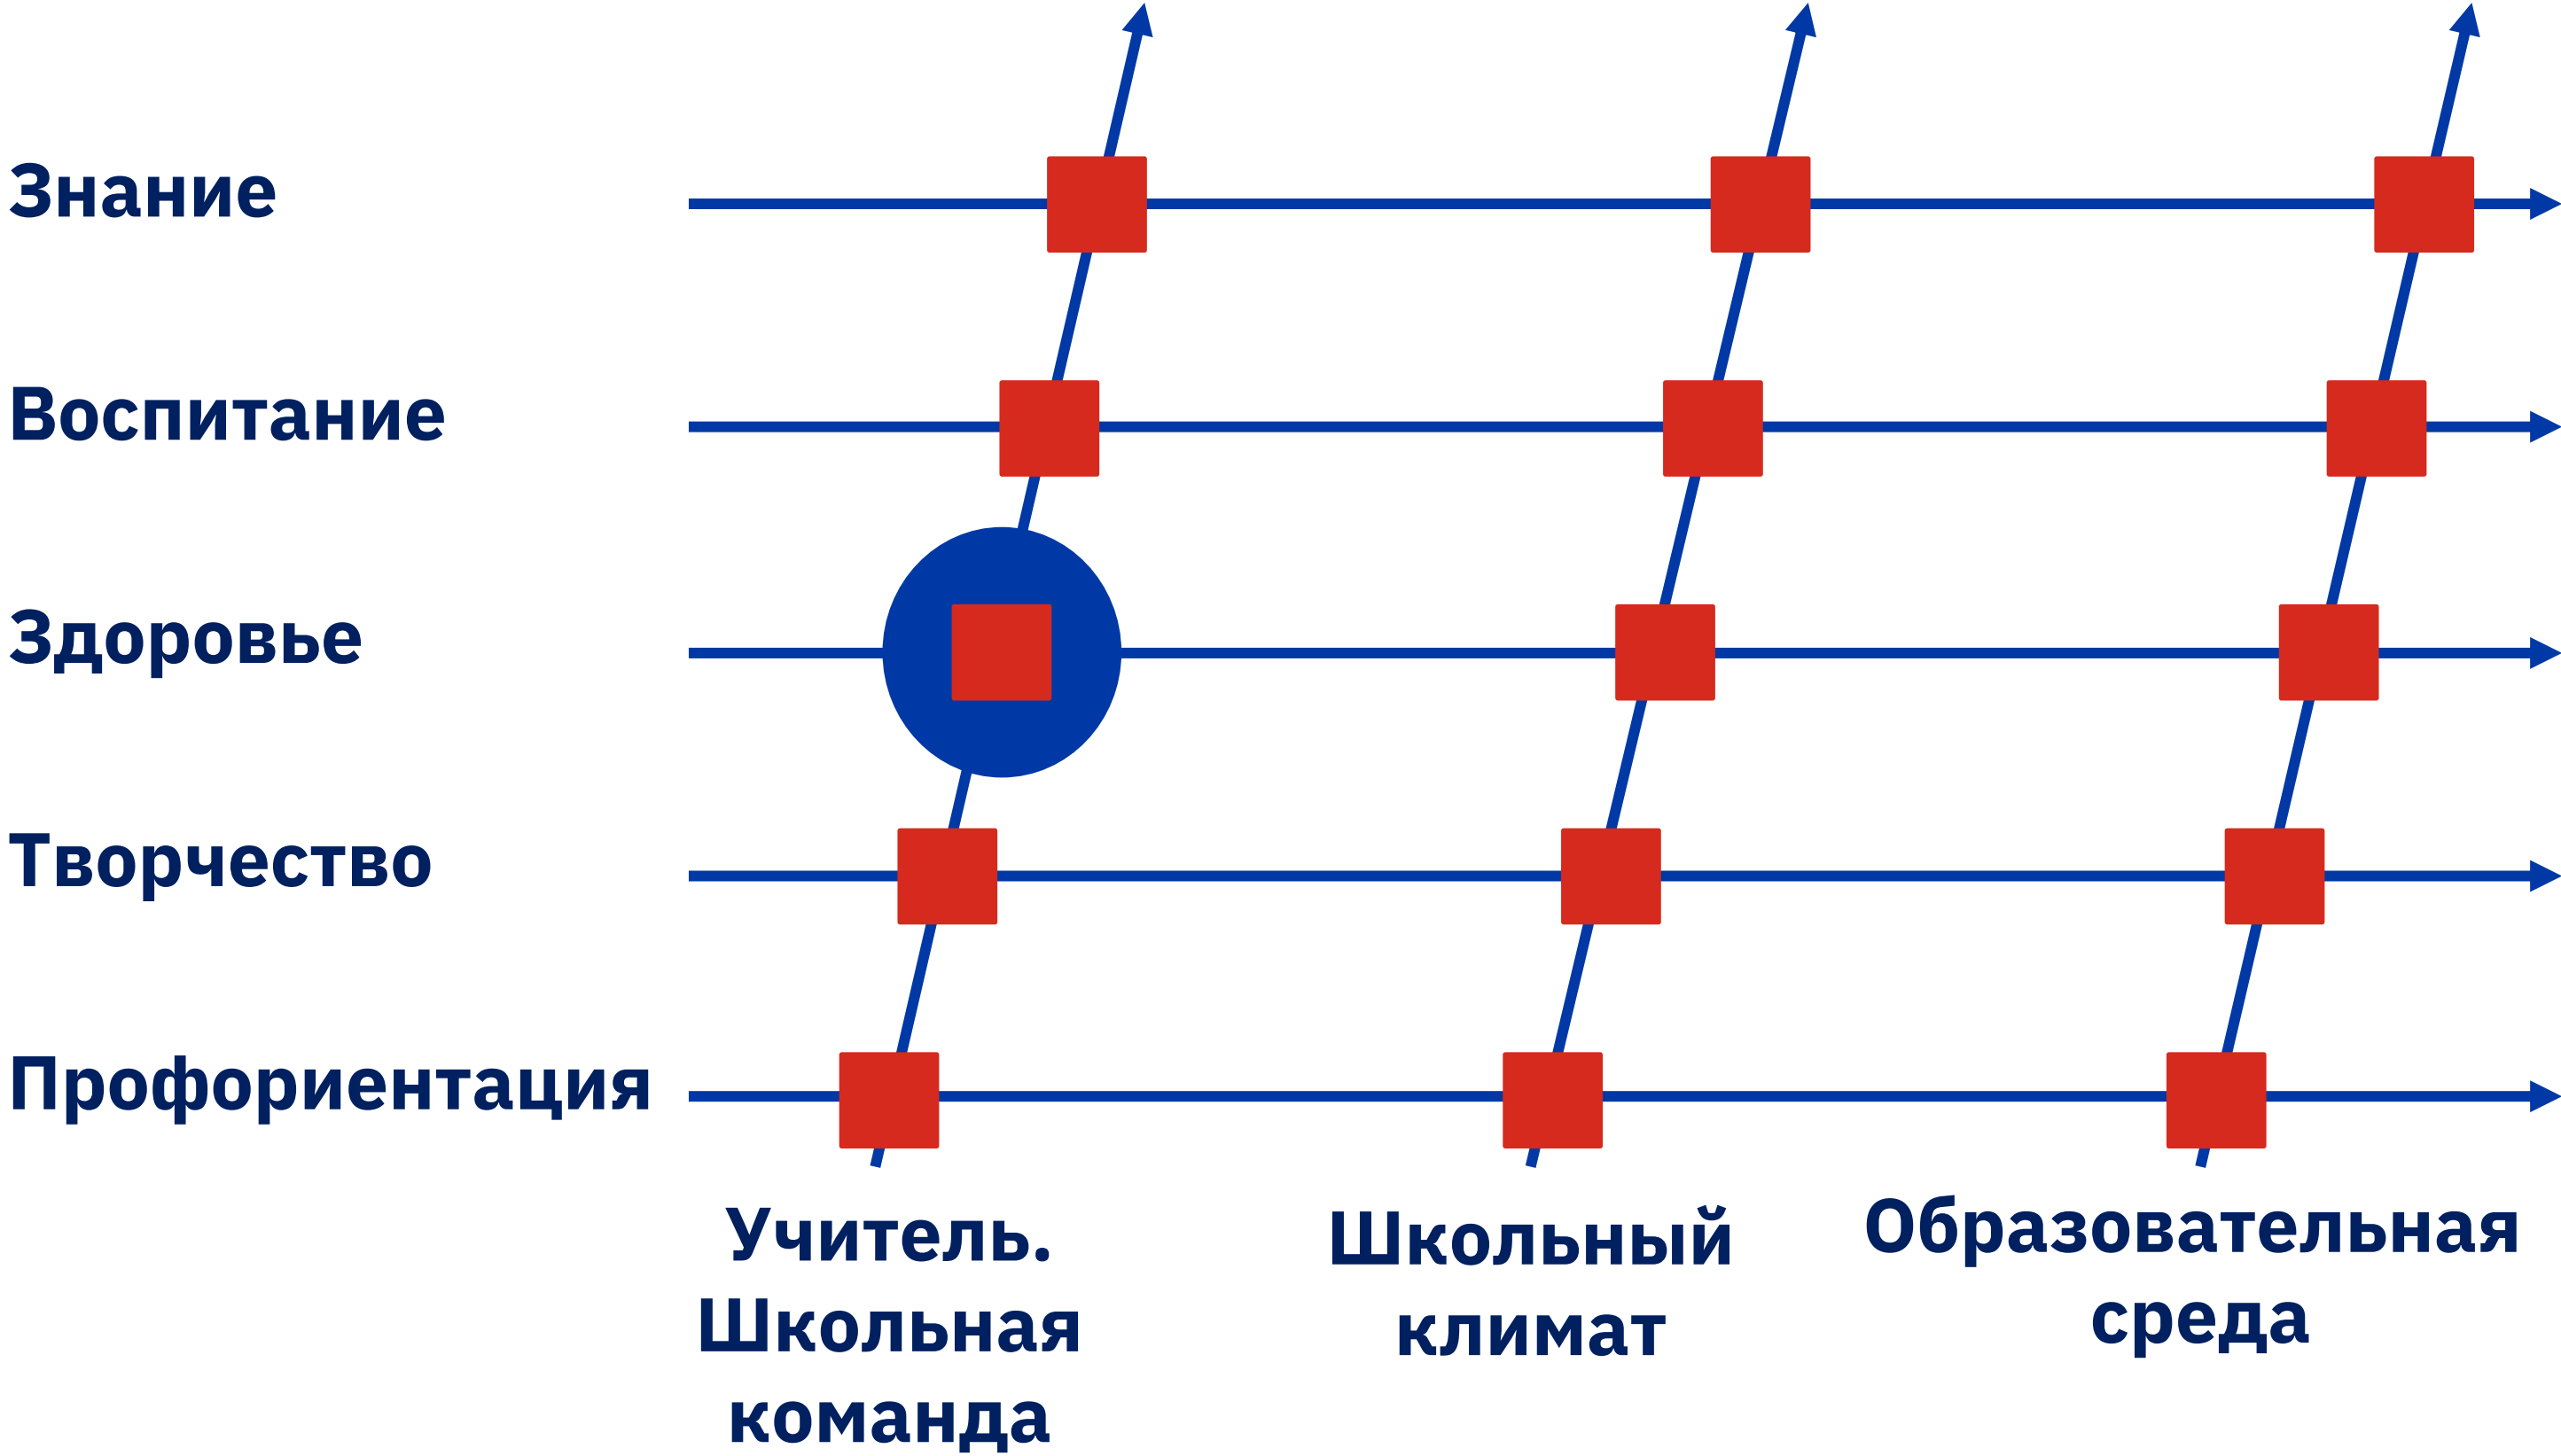 Знание
Воспитание
Здоровье
Творчество
Профориентация
Учитель.
Школьная
команда
Школьный
климат
Образовательная
среда